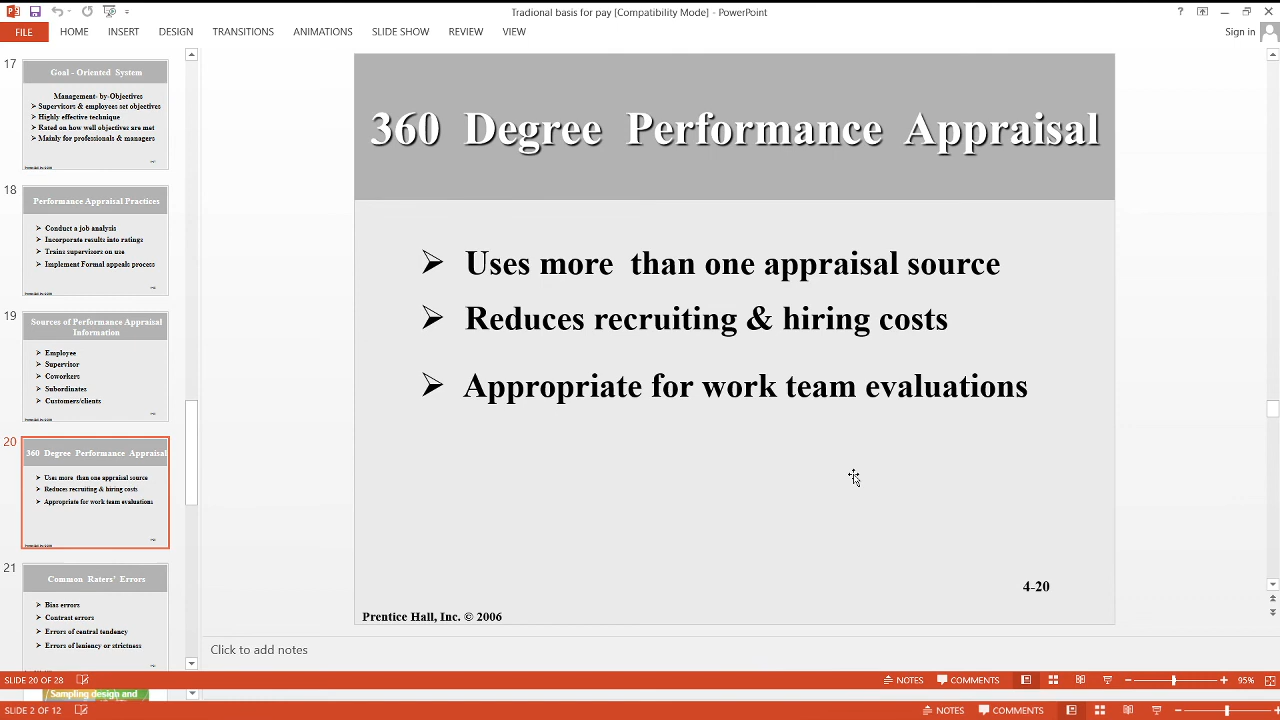 Tradional basis for pay [Compatibility Mode] - PowerPoint
?
FILE HOME INSERT DESIGN TRANSITIONS ANIMATIONS SLIDE SHOW REVIEW VIEW
Sign in
17
Goal - Oriented System
Management- by-Objectives
Supervisors & employees set objectives
Highly effective technique
Rated on how well objectives are met
Mainly for professionals & managers
18
Performance Appraisal Practices
Conduct a job analysis
Incorporate results into ratings
Trains supervisors on use
Implement Formal appeals process
19
Sources of Performance Appraisal
Information
Employee
Supervisor
Coworkers
Subordinates
Customers/clients
20
360 Degree Performance Appraisal
Uses more than one appraisal source
Reduces recruiting & hiring costs
Appropriate for work team evaluations
21
Common Raters' Errors
Bias errors
Contrast errors
Errors of central tendency
Errors of leniency or strictness
360 Degree Performance Appraisal
Uses more than one appraisal source
Reduces recruiting & hiring costs
Appropriate for work team evaluations
4-20
Prentice Hall, Inc. © 2006
Click to add notes
SLIDE 20 OF 28 NOTES COMMENTS 95%
Sampling design and
SLIDE 2 OF 12 NOTES COMMENTS